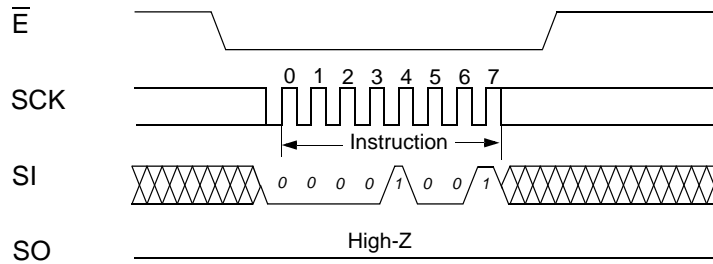 E
0 1 2 3 4 5 6 7
SCK
Instruction
SI
0 0 0 0 1 0 0 1
High-Z
SO